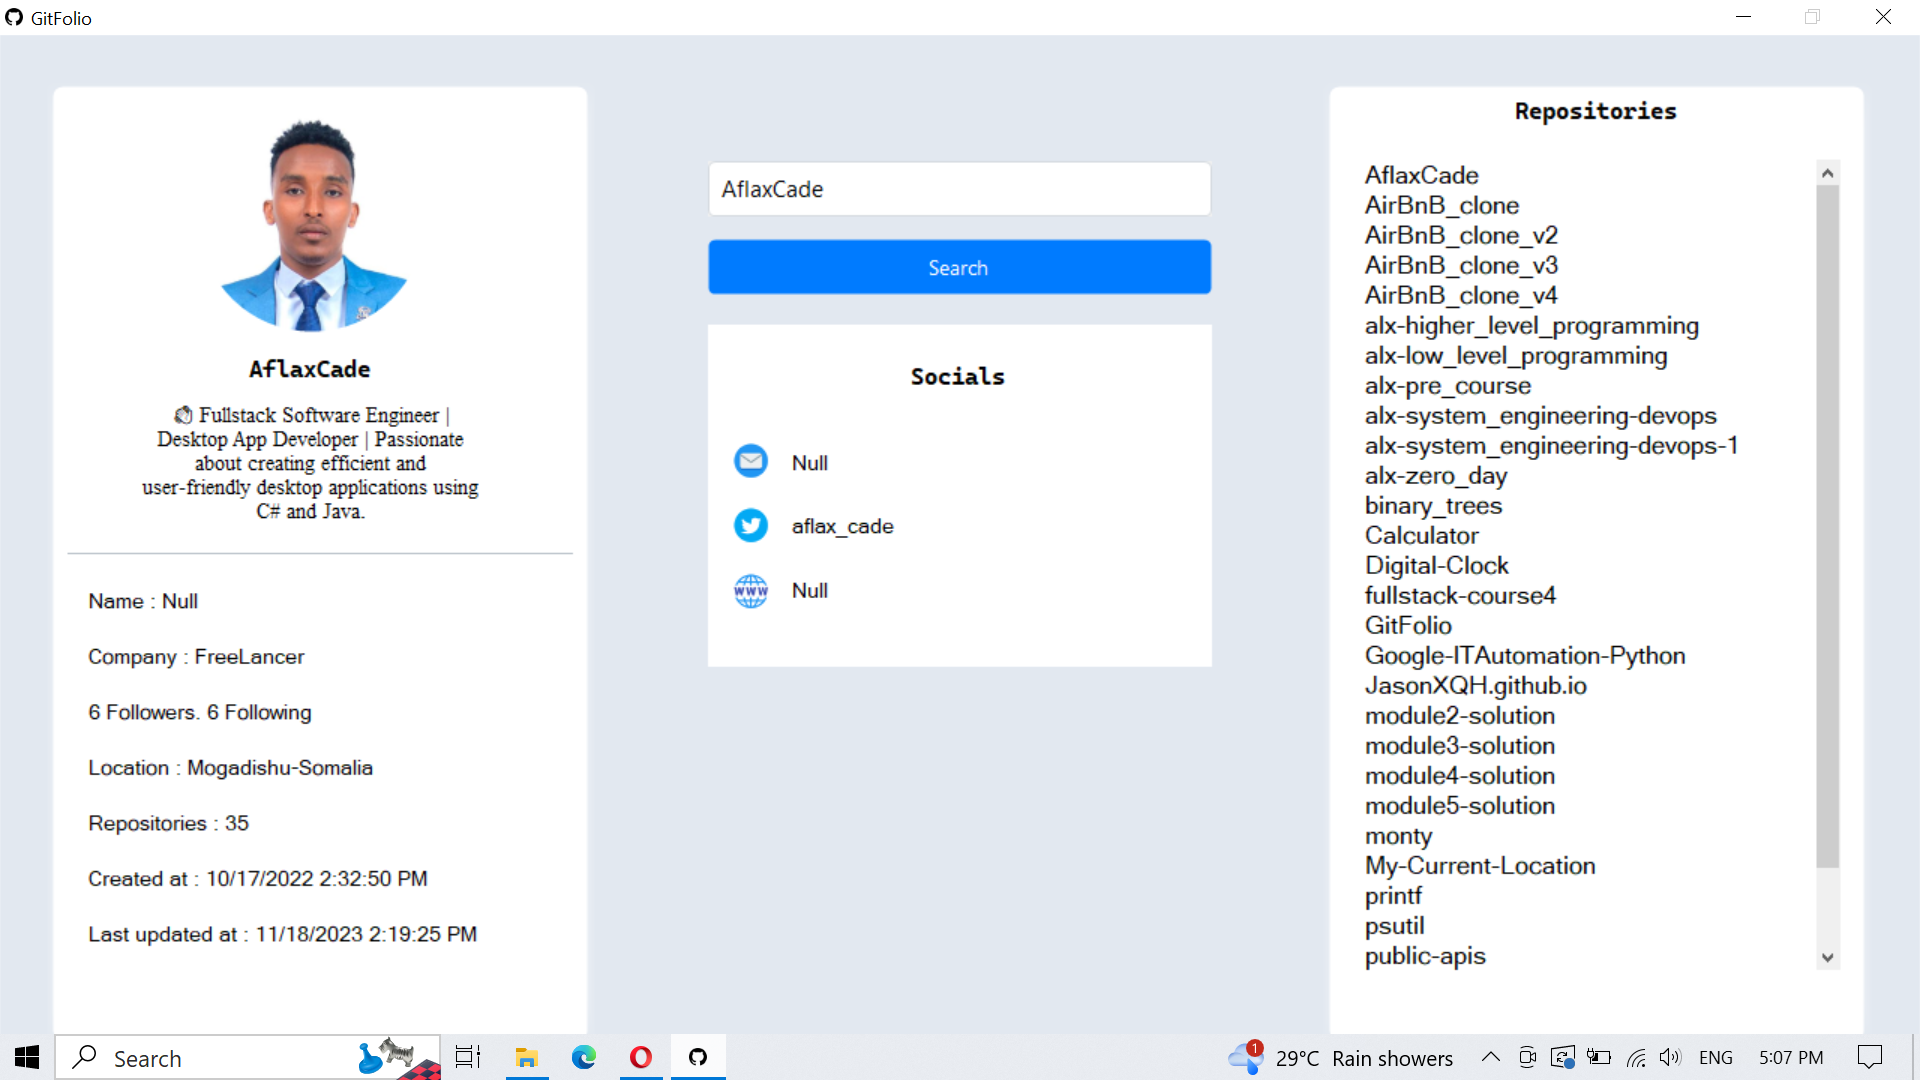 GitFolio
AflaxCade
Fullstack Software Engineer |
Desktop App Developer | Passionate
about creating efficient and
user-friendly desktop applications using
C# and Java.
Name : Null
Company : FreeLancer
6 Followers. 6 Following
Location : Mogadishu-Somalia
Repositories : 35
Created at : 10/17/2022 2:32:50 PM
Last updated at : 11/18/2023 2:19:25 PM
AflaxCade
Search
Socials
Null
aflax_cade
www
Null
Repositories
AflaxCade
AirBnB_clone
AirBnB_clone_v2
AirBnB_clone_v3
AirBnB_clone_v4
alx-higher_level_programming
alx-low_level_programming
alx-pre_course
alx-system_engineering-devops
alx-system_engineering-devops-1
alx-zero_day
binary_trees
Calculator
Digital-Clock
fullstack-course4
GitFolio
Google-ITAutomation-Python
JasonXQH.github.io
module2-solution
module3-solution
module4-solution
module5-solution
monty
My-Current-Location
printf
psutil
public-apis
Search
1
29°C Rain showers
ENG
5:07 PM